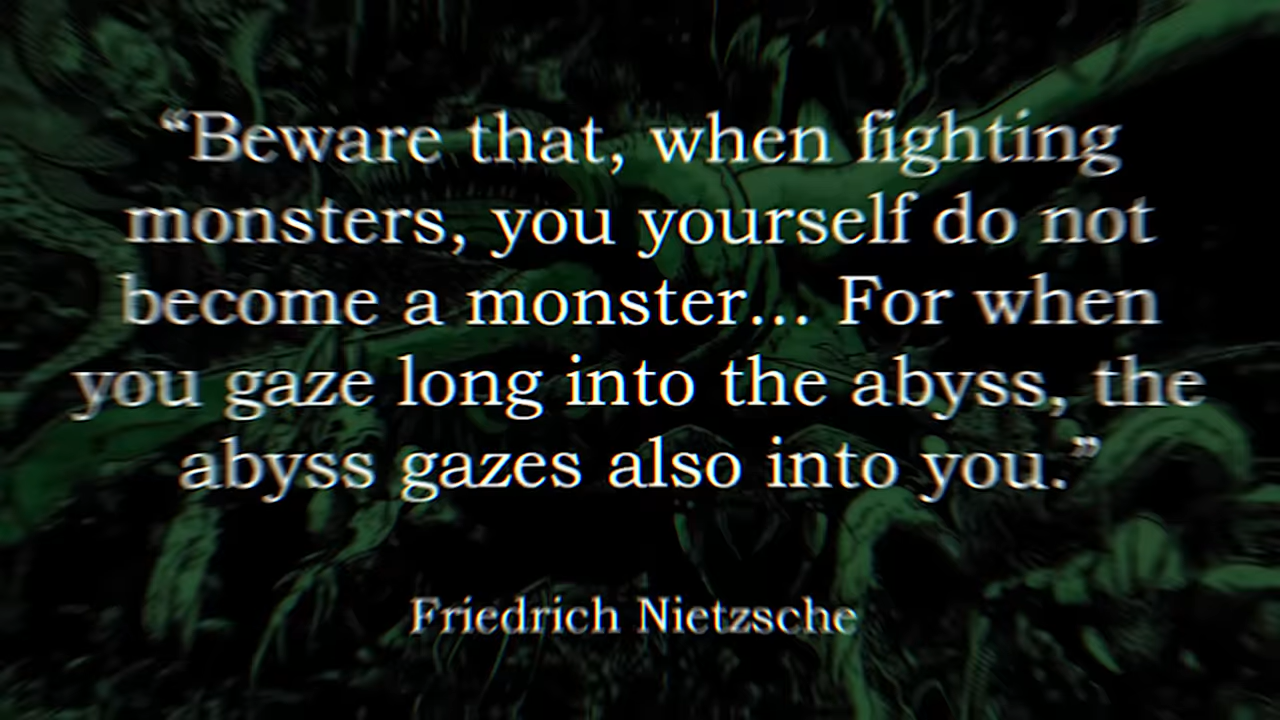 “Beware that, when fighting
monsters, you yourself do not
become a monster... For when
you gaze long into the abyss, the
abyss gazes also into you.”
Friedrich Nietzsche